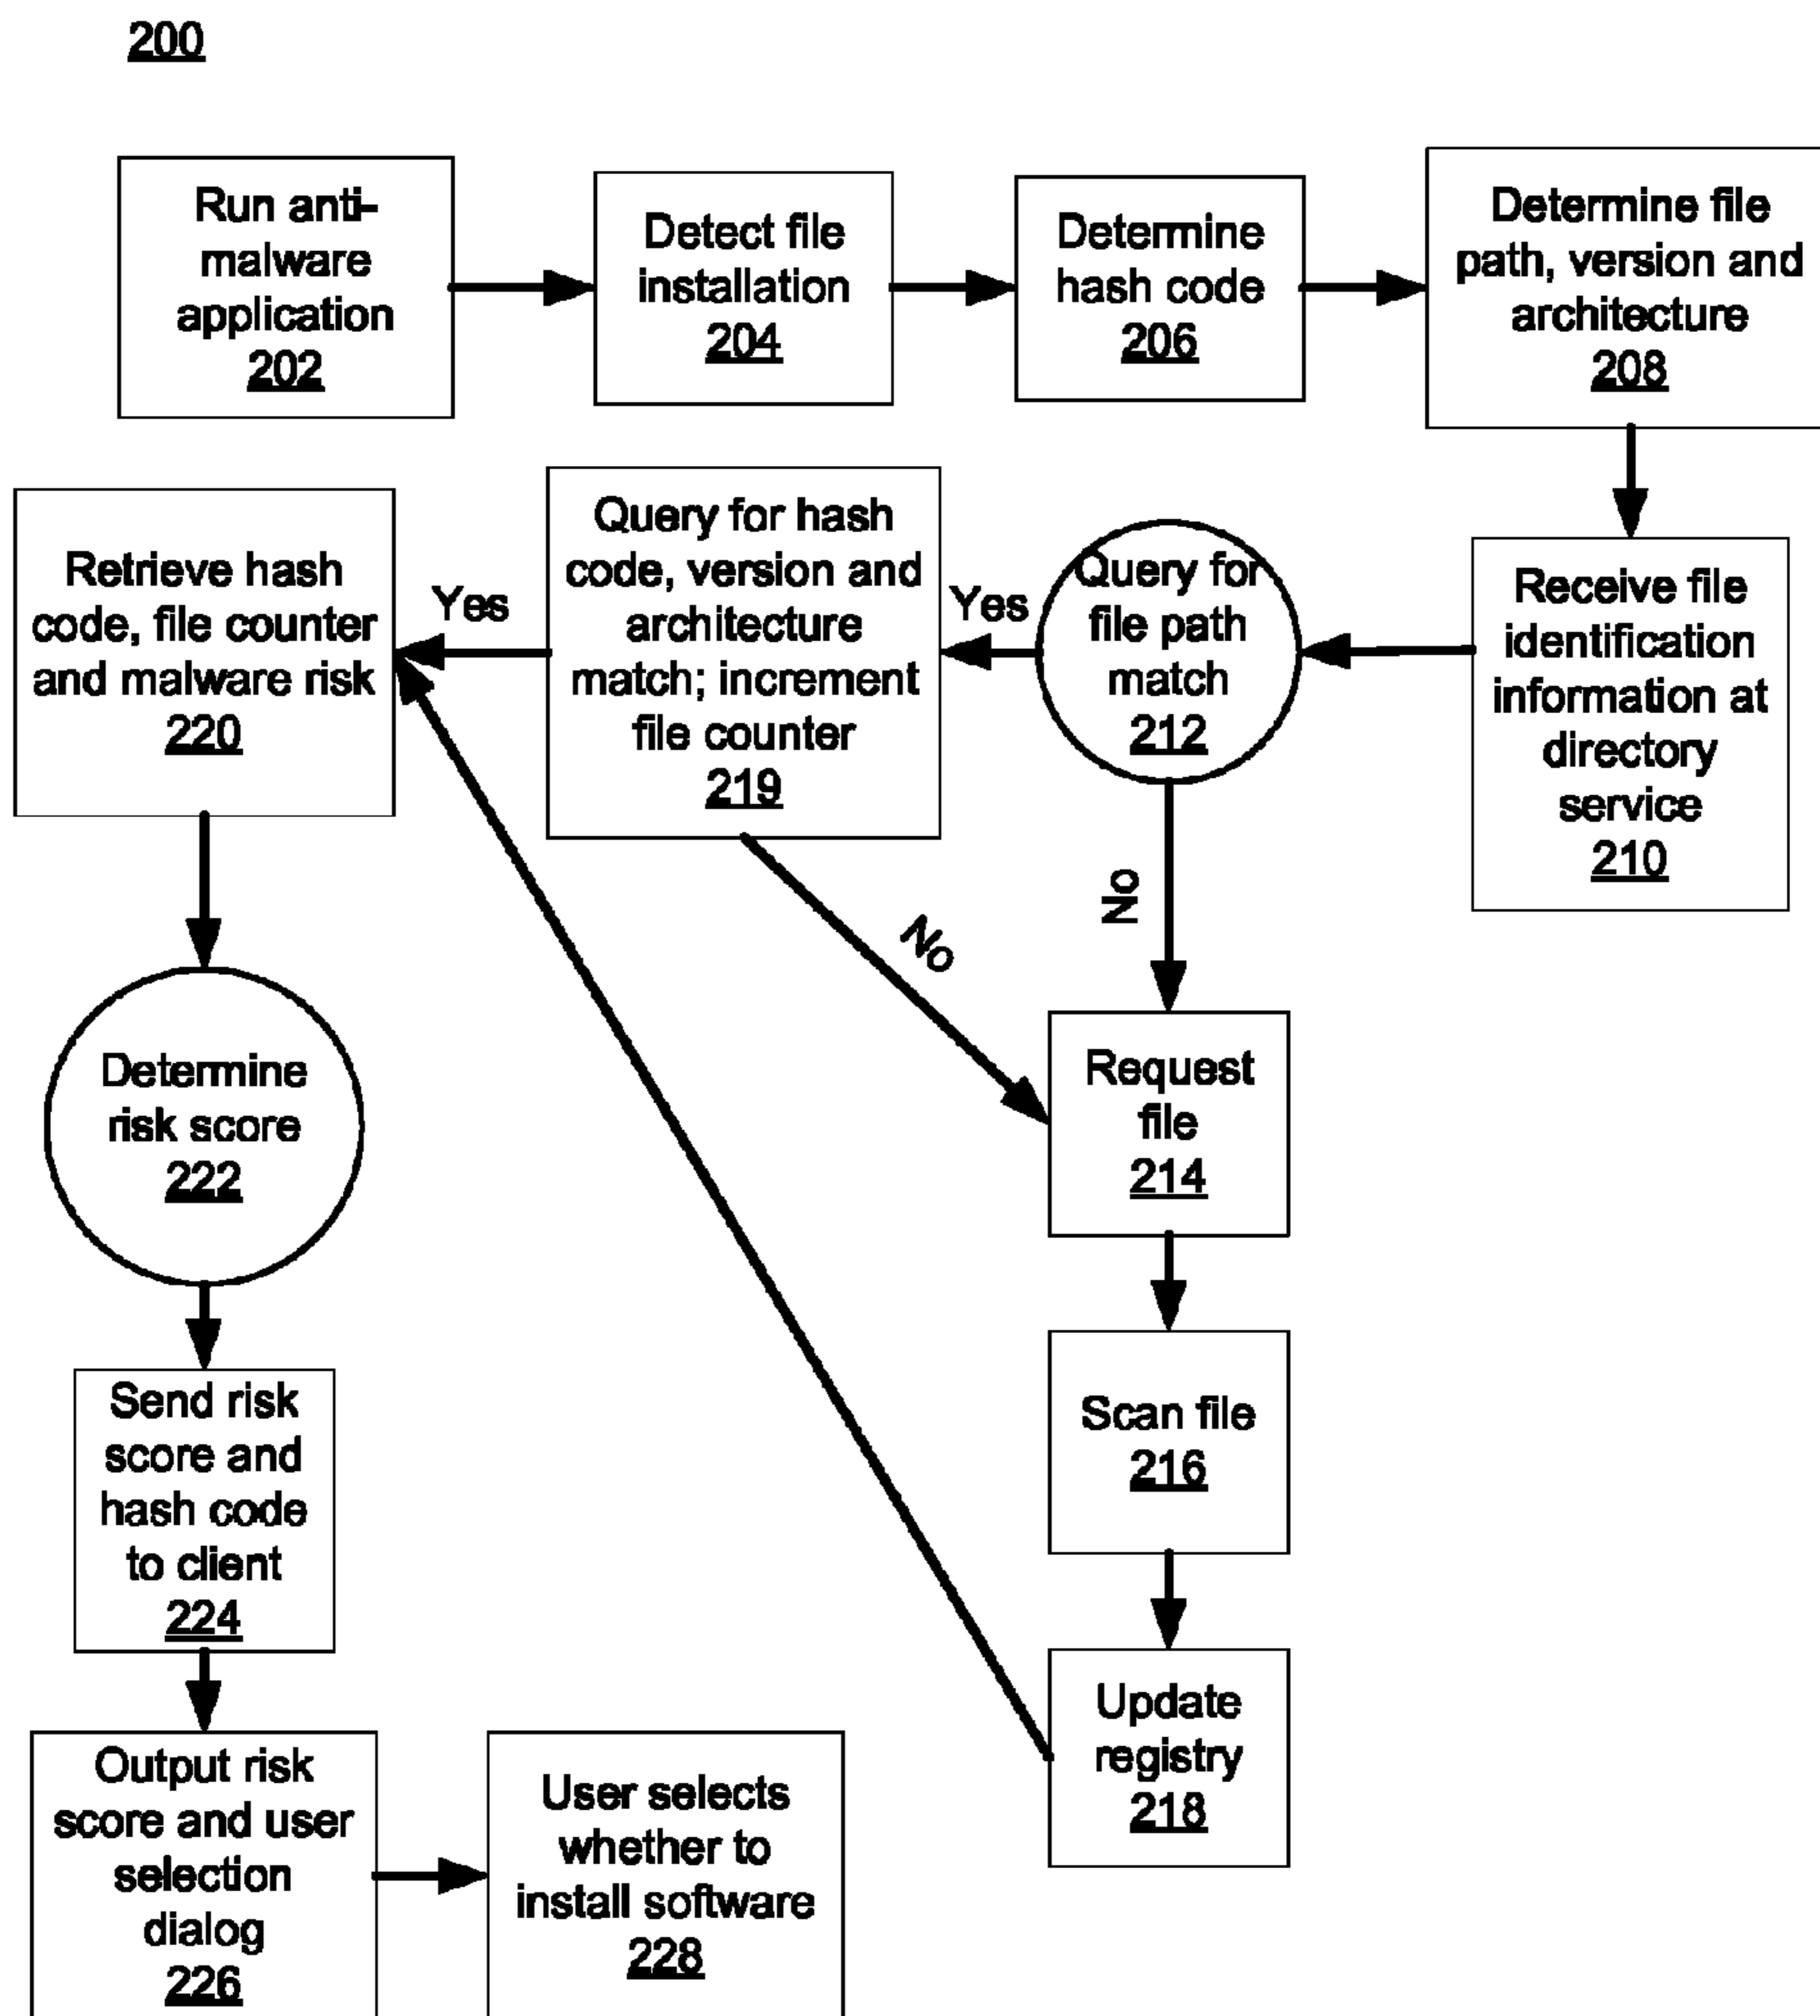 200
Run anti-
malware
application
202
Detect file
installation
204
Determine
hash code
206
Determine file
path, version and
architecture
208
Retrieve hash
code, file counter
and malware risk
220
Yes
Query for hash
code, version and
architecture
match; increment
file counter
219
Yes
Query for
file path
match
212
Receive file
identification
information at
directory
service
210
No
No
Determine
risk score
222
Request
file
214
Send risk
score and
hash code
to client
224
Scan file
216
Output risk
score and user
selection
dialog
226
User selects
whether to
install software
228
Update
registry
218